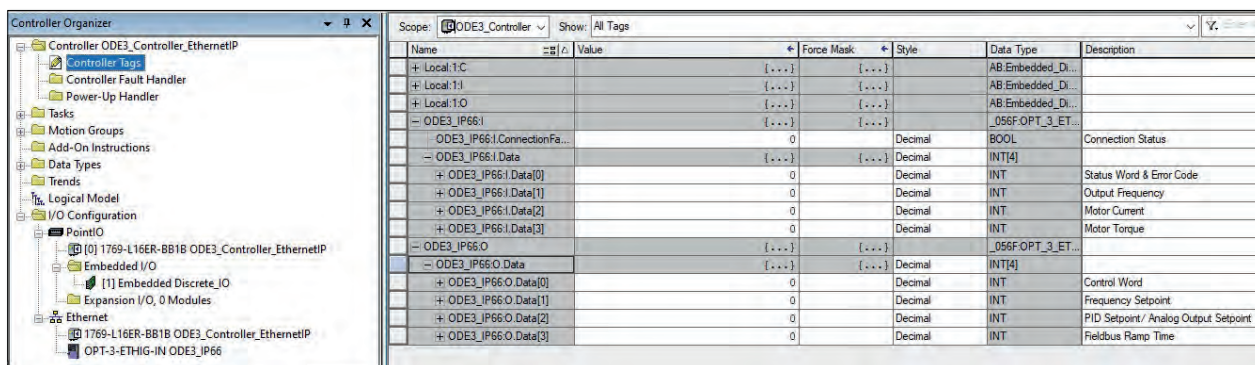 Controller Organizer
Controller ODE3_Controller_EthernetIP
Controller Tags
Controller Fault Handler
Power-Up Handler
Tasks
Motion Groups
Add-On Instructions
Data Types
Trends
Logical Model
I/O Configuration
PointIO
[0] 1769-L16ER-BB1B ODE3_Controller_EthernetIP
Embedded I/O
[1] Embedded Discrete_IO
Expansion I/O, 0 Modules
Ethernet
1769-L16ER-BB1B ODE3_Controller_EthernetIP
OPT-3-ETHIG-IN ODE3_IP66
Scope: ODE3_Controller Show: All Tags
Name Value Force Mask Style Data Type Description
+ Local:1:C {...} {...} AB:Embedded_Di...
+ Local:1:I {...} {...} AB:Embedded_Di...
+ Local:1:O {...} {...} AB:Embedded_Di...
– ODE3_IP66:I {...} {...} _056F:OPT_3_ET...
ODE3_IP66:I.ConnectionFa... 0 Decimal BOOL Connection Status
– ODE3_IP66:I.Data {...} {...} Decimal INT[4]
+ ODE3_IP66:I.Data[0] 0 Decimal INT Status Word & Error Code
+ ODE3_IP66:I.Data[1] 0 Decimal INT Output Frequency
+ ODE3_IP66:I.Data[2] 0 Decimal INT Motor Current
+ ODE3_IP66:I.Data[3] 0 Decimal INT Motor Torque
– ODE3_IP66:O {...} {...} _056F:OPT_3_ET...
– ODE3_IP66:O.Data {...} {...} Decimal INT[4]
+ ODE3_IP66:O.Data[0] 0 Decimal INT Control Word
+ ODE3_IP66:O.Data[1] 0 Decimal INT Frequency Setpoint
+ ODE3_IP66:O.Data[2] 0 Decimal INT PID Setpoint/ Analog Output Setpoint
+ ODE3_IP66:O.Data[3] 0 Decimal INT Fieldbus Ramp Time